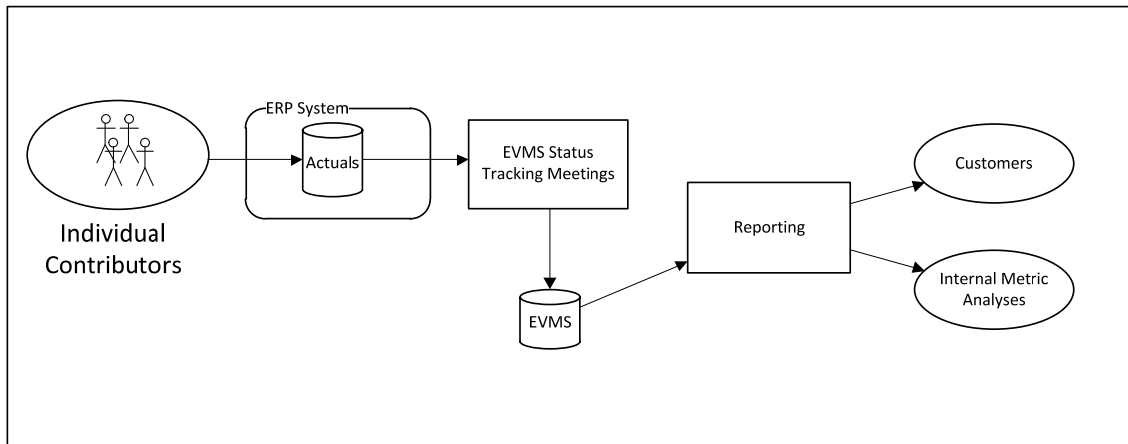 ERP System
Actuals
Individual
Contributors
EVMS Status
Tracking Meetings
EVMS
Reporting
Customers
Internal Metric
Analyses